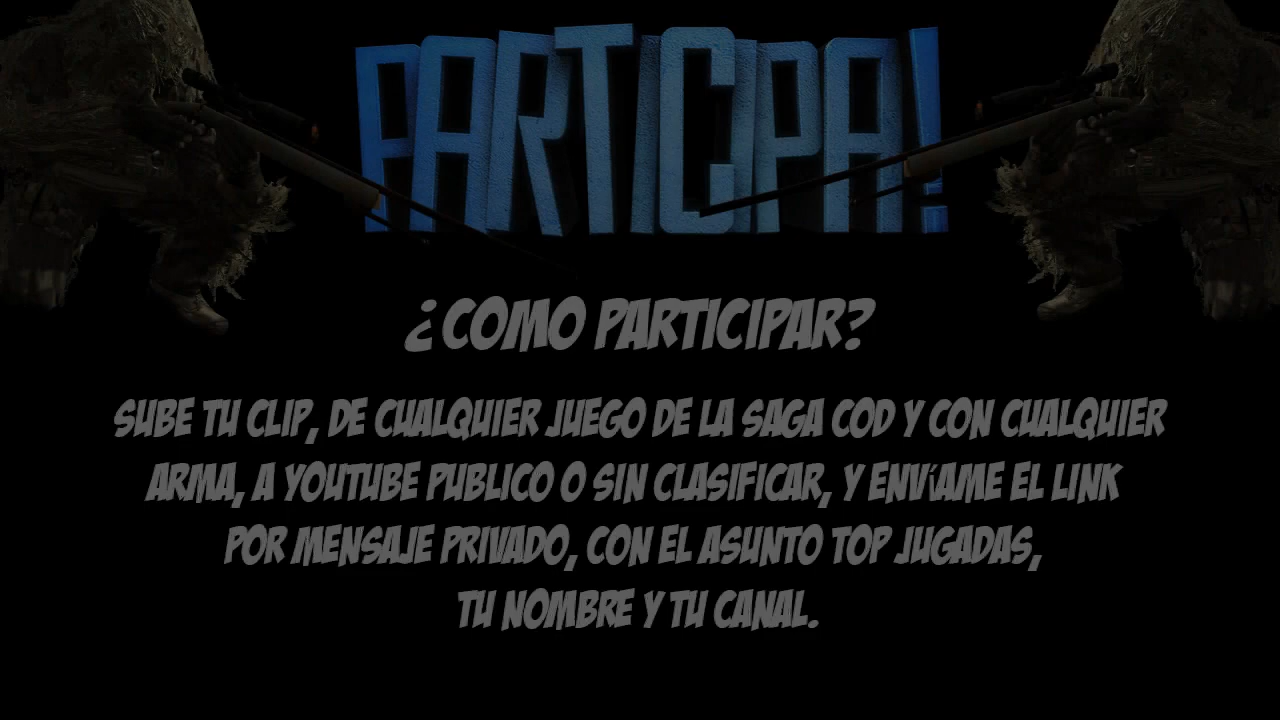 PARTICIPA!
¿COMO PARTICIPAR?
SUBE TU CLIP, DE CUALQUIER JUEGO DE LA SAGA COD Y CON CUALQUIER
ARMA, A YOUTUBE PUBLICO O SIN CLASIFICAR, Y ENVíAME EL LINK
POR MENSAJE PRIVADO, CON EL ASUNTO TOP JUGADAS,
TU NOMBRE Y TU CANAL.